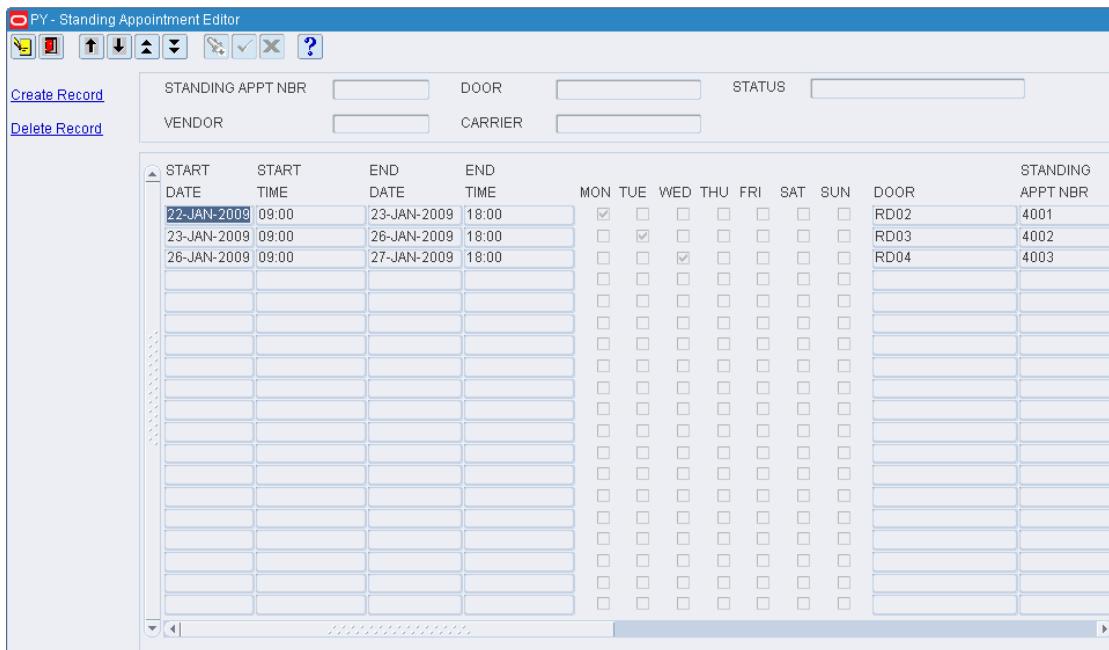 PY - Standing Appointment Editor
?
Create Record
Delete Record
STANDING APPT NBR DOOR STATUS
VENDOR CARRIER
START START END END STANDING
DATE TIME DATE TIME MON TUE WED THU FRI SAT SUN DOOR APPT NBR
22-JAN-2009 09:00 23-JAN-2009 18:00 RD02 4001
23-JAN-2009 09:00 26-JAN-2009 18:00 RD03 4002
26-JAN-2009 09:00 27-JAN-2009 18:00 RD04 4003